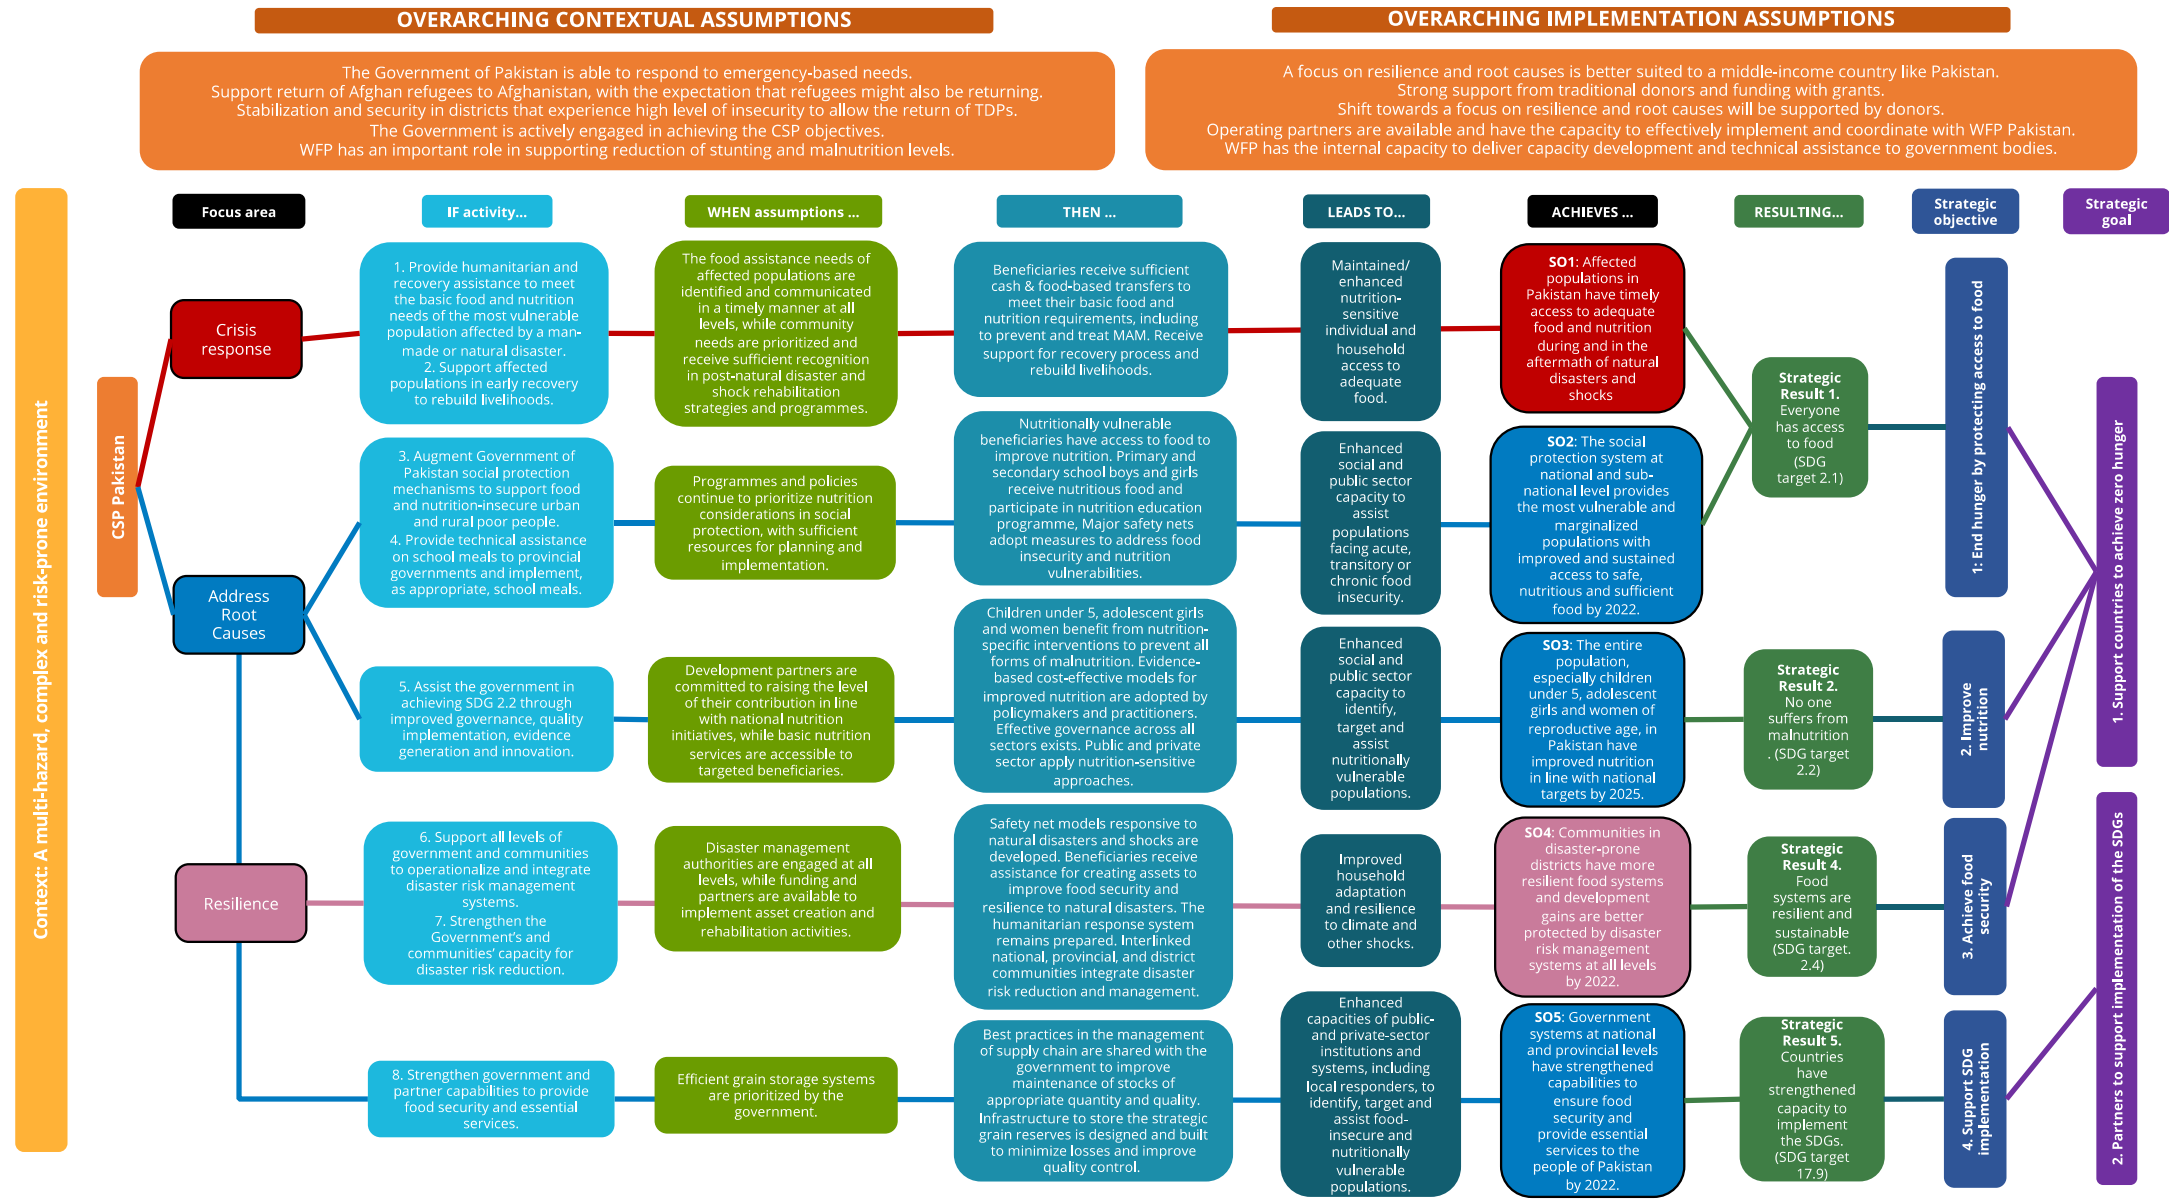 OVERARCHING CONTEXTUAL ASSUMPTIONS
OVERARCHING IMPLEMENTATION ASSUMPTIONS
The Government of Pakistan is able to respond to emergency-based needs.
Support return of Afghan refugees to Afghanistan, with the expectation that refugees might also be returning.
Stabilization and security in districts that experience high level of insecurity to allow the return of TDPs.
The Government is actively engaged in achieving the CSP objectives.
WFP has an important role in supporting reduction of stunting and malnutrition levels.
A focus on resilience and root causes is better suited to a middle-income country like Pakistan.
Strong support from traditional donors and funding with grants.
Shift towards a focus on resilience and root causes will be supported by donors.
Operating partners are available and have the capacity to effectively implement and coordinate with WFP Pakistan.
WFP has the internal capacity to deliver capacity development and technical assistance to government bodies.
Context: A multi-hazard, complex and risk-prone environment
CSP Pakistan
Focus area
IF activity...
WHEN assumptions ...
THEN ...
LEADS TO...
ACHIEVES ...
RESULTING...
Strategic
objective
Strategic
goal
Crisis
response
1. Provide humanitarian and
recovery assistance to meet
the basic food and nutrition
needs of the most vulnerable
population affected by a man-
made or natural disaster.
2. Support affected
populations in early recovery
to rebuild livelihoods.
The food assistance needs of
affected populations are
identified and communicated
in a timely manner at all
levels, while community
needs are prioritized and
receive sufficient recognition
in post-natural disaster and
shock rehabilitation
strategies and programmes.
Beneficiaries receive sufficient
cash & food-based transfers to
meet their basic food and
nutrition requirements, including
to prevent and treat MAM. Receive
support for recovery process and
rebuild livelihoods.
Maintained/
enhanced
nutrition-
sensitive
individual and
household
access to
adequate
food.
SO1: Affected
populations in
Pakistan have timely
access to adequate
food and nutrition
during and in the
aftermath of natural
disasters and
shocks
Strategic
Result 1.
Everyone
has access
to food
(SDG
target 2.1)
1: End hunger by protecting access to food
1. Support countries to achieve zero hunger
Address
Root
Causes
3. Augment Government of
Pakistan social protection
mechanisms to support food
and nutrition-insecure urban
and rural poor people.
4. Provide technical assistance
on school meals to provincial
governments and implement,
as appropriate, school meals.
Programmes and policies
continue to prioritize nutrition
considerations in social
protection, with sufficient
resources for planning and
implementation.
Nutritionally vulnerable
beneficiaries have access to food to
improve nutrition. Primary and
secondary school boys and girls
receive nutritious food and
participate in nutrition education
programme, Major safety nets
adopt measures to address food
insecurity and nutrition
vulnerabilities.
Enhanced
social and
public sector
capacity to
assist
populations
facing acute,
transitory or
chronic food
insecurity.
SO2: The social
protection system at
national and sub-
national level provides
the most vulnerable and
marginalized
populations with
improved and sustained
access to safe,
nutritious and sufficient
food by 2022.
5. Assist the government in
achieving SDG 2.2 through
improved governance, quality
implementation, evidence
generation and innovation.
Development partners are
committed to raising the level
of their contribution in line
with national nutrition
initiatives, while basic nutrition
services are accessible to
targeted beneficiaries.
Children under 5, adolescent girls
and women benefit from nutrition-
specific interventions to prevent all
forms of malnutrition. Evidence-
based cost-effective models for
improved nutrition are adopted by
policymakers and practitioners.
Effective governance across all
sectors exists. Public and private
sector apply nutrition-sensitive
approaches.
Enhanced
social and
public sector
capacity to
identify,
target and
assist
nutritionally
vulnerable
populations.
SO3: The entire
population,
especially children
under 5, adolescent
girls and women of
reproductive age, in
Pakistan have
improved nutrition
in line with national
targets by 2025.
Strategic
Result 2.
No one
suffers from
malnutrition
. (SDG target
2.2)
2. Improve
nutrition
Resilience
6. Support all levels of
government and communities
to operationalize and integrate
disaster risk management
systems.
7. Strengthen the
Government's and
communities' capacity for
disaster risk reduction.
Disaster management
authorities are engaged at all
levels, while funding and
partners are available to
implement asset creation and
rehabilitation activities.
Safety net models responsive to
natural disasters and shocks are
developed. Beneficiaries receive
assistance for creating assets to
improve food security and
resilience to natural disasters. The
humanitarian response system
remains prepared. Interlinked
national, provincial, and district
communities integrate disaster
risk reduction and management.
Improved
household
adaptation
and resilience
to climate and
other shocks.
SO4: Communities in
disaster-prone
districts have more
resilient food systems
and development
gains are better
protected by disaster
risk management
systems at all levels
by 2022.
Strategic
Result 4.
Food
systems are
resilient and
sustainable
(SDG target.
2.4)
3. Achieve food
security
2. Partners to support implementation of the SDGs
8. Strengthen government and
partner capabilities to provide
food security and essential
services.
Efficient grain storage systems
are prioritized by the
government.
Best practices in the management
of supply chain are shared with the
government to improve
maintenance of stocks of
appropriate quantity and quality.
Infrastructure to store the strategic
grain reserves is designed and built
to minimize losses and improve
quality control.
Enhanced
capacities of public-
and private-sector
institutions and
systems, including
local responders, to
identify, target and
assist food-
insecure and
nutritionally
vulnerable
populations.
SO5: Government
systems at national
and provincial levels
have strengthened
capabilities to
ensure food
security and
provide essential
services to the
people of Pakistan
by 2022.
Strategic
Result 5.
Countries
have
strengthened
capacity to
implement
the SDGs.
(SDG target
17.9)
4. Support SDG
implementation